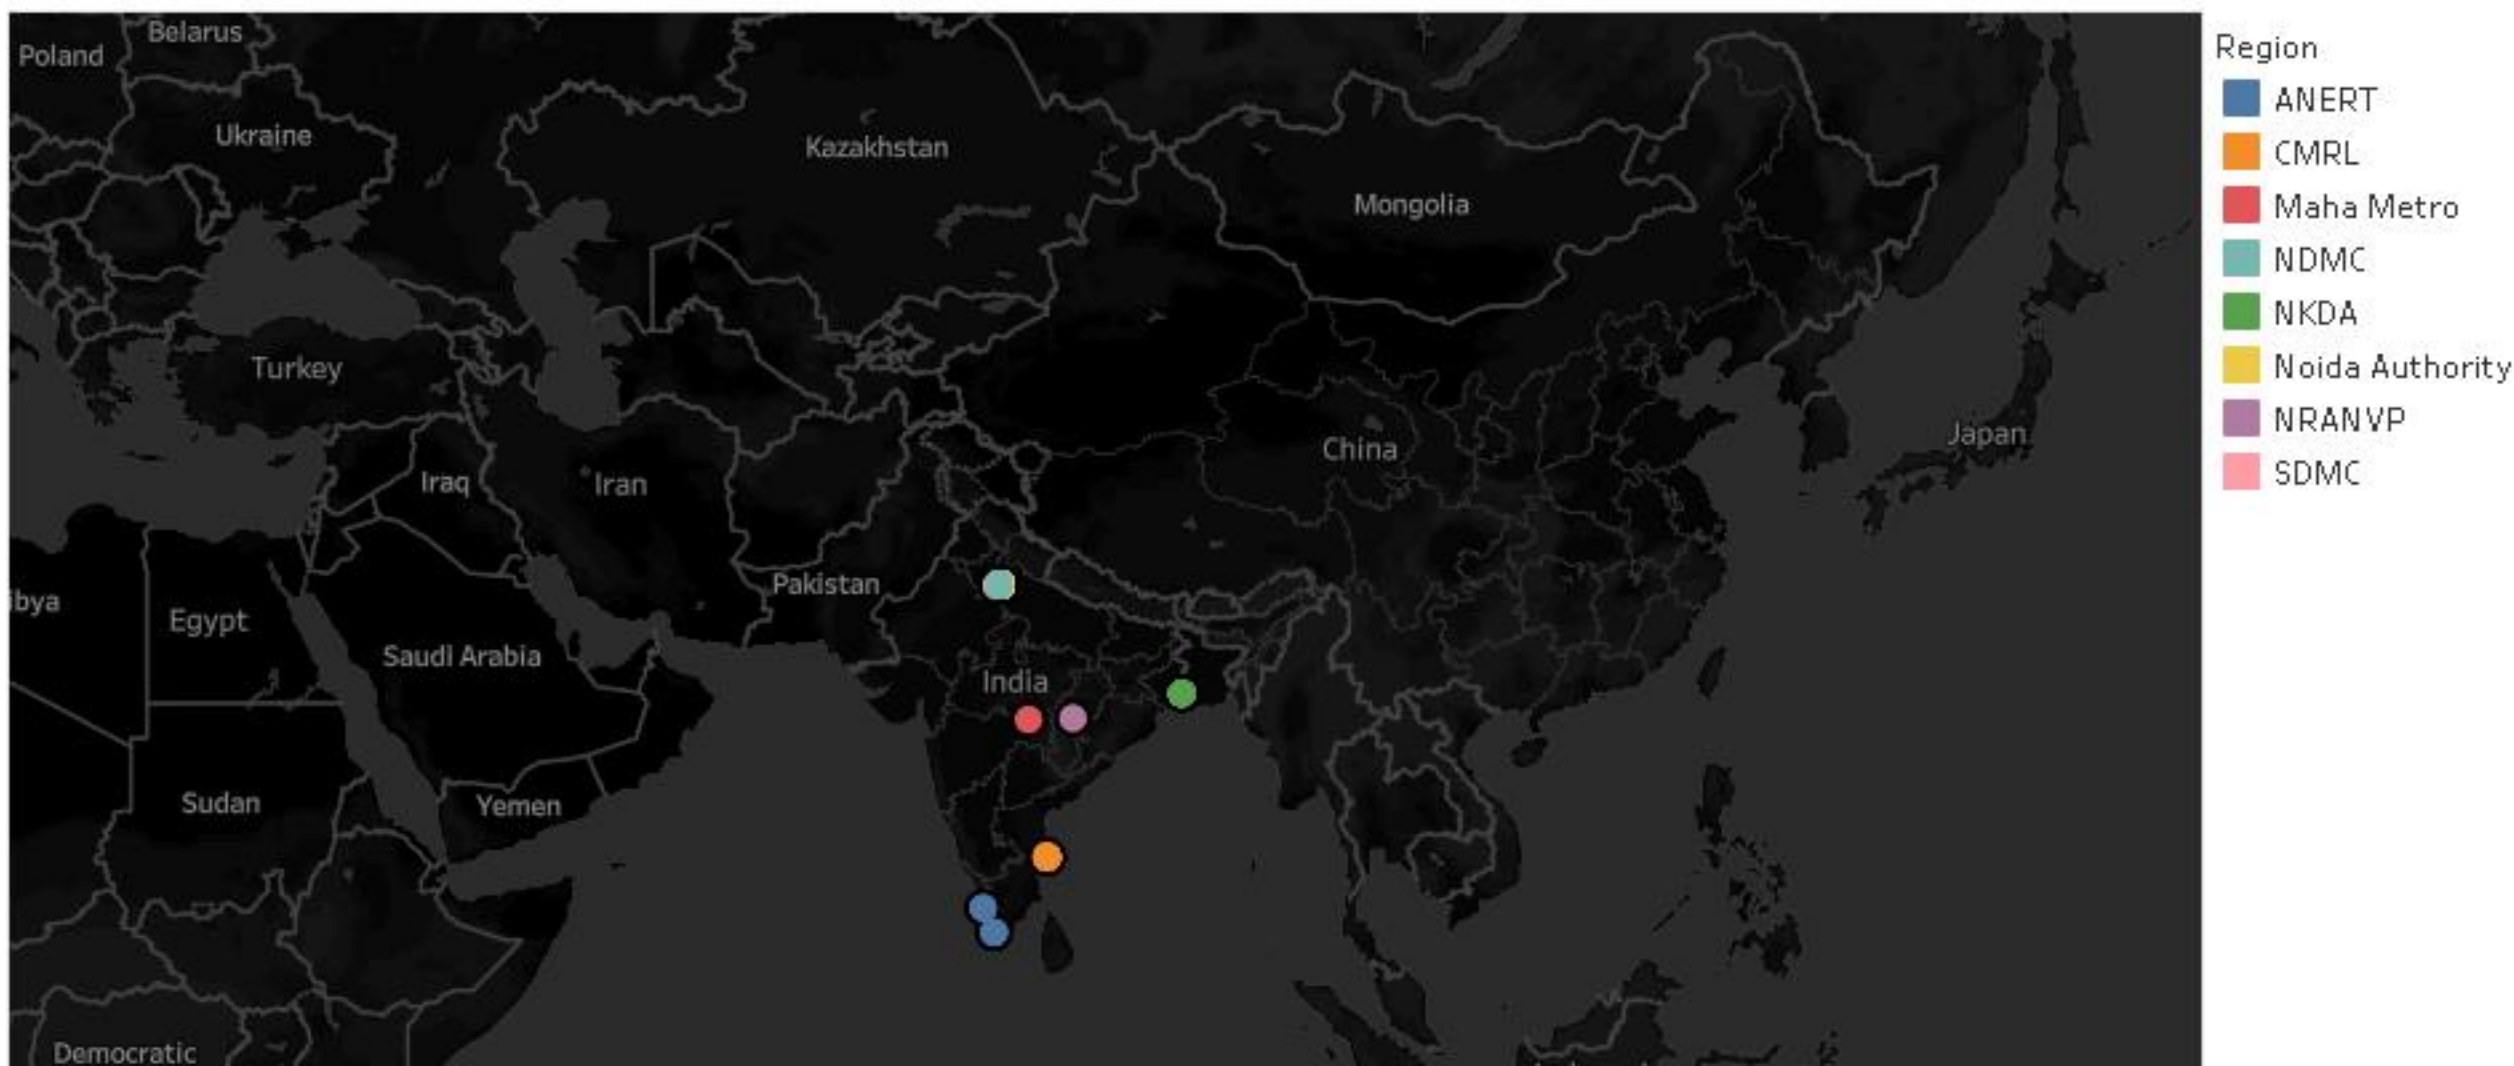 Belarus
Poland
Ukraine
Kazakhstan
Mongolia
Turkey
Japan
China
Iraq
Iran
Pakistan
ibya
Egypt
Saudi Arabia
India
Sudan
Yemen
Democratic
Region
ANERT
CMRL
Maha Metro
NDMC
NKDA
Noida Authority
NRANVP
SDMC